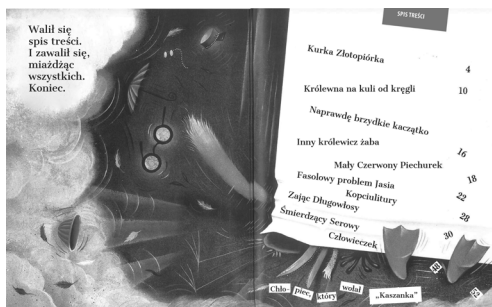 Walił się
spis treści.
I zawalił się,
miażdżąc
wszystkich.
Koniec.
SPIS TREŚCI
Kurka Złotopiórka
4
Królewna na kuli od kręgli
10
Naprawdę brzydkie kaczątko
Inny królewicz żaba
16
Mały Czerwony Piechurek
18
Fasolowy problem Jasia
Kopciulitury
22
Zając Długowłosy
28
Śmierdzący Serowy
Człowieczek
30
Chło-
piec,
który
wołał
„Kaszanka”